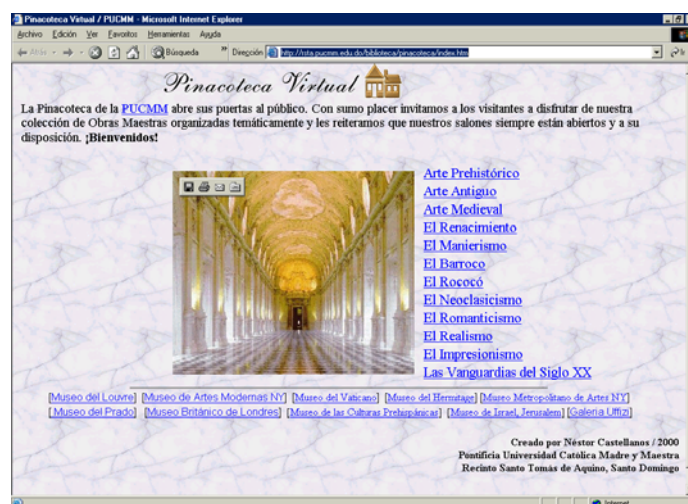 Pinacoteca Virtual / PUCMM - Microsoft Internet Explorer
Archivo Edición Ver Favoritos Herramientas Ayuda
Atrás Búsqueda » Dirección http://rsta.pucmm.edu.do/biblioteca/pinacoteca/index.htm
Pinacoteca Virtual
La Pinacoteca de la PUCMM abre sus puertas al público. Con sumo placer invitamos a los visitantes a disfrutar de nuestra
colección de Obras Maestras organizadas temáticamente y les reiteramos que nuestros salones siempre están abiertos y a su
disposición. ¡Bienvenidos!
Arte Prehistórico
Arte Antiguo
Arte Medieval
El Renacimiento
El Manierismo
El Barroco
El Rococó
El Neoclasicismo
El Romanticismo
El Realismo
El Impresionismo
Las Vanguardias del Siglo XX
[Museo del Louvre] [Museo de Artes Modernas NY] [Museo del Vaticano] [Museo del Hermitage] [Museo Metropolitano de Artes NY]
[ Museo del Prado] [Museo Británico de Londres] [Museo de las Culturas Prehispánicas] [Museo de Israel, Jerusalem] [Galeria Uffizi]
Creado por Néstor Castellanos / 2000
Pontificia Universidad Católica Madre y Maestra
Recinto Santo Tomás de Aquino, Santo Domingo
Internet